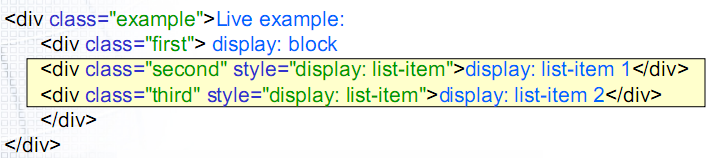 <div class="example">Live example:
<div class="first"> display: block
<div class="second" style="display: list-item">display: list-item 1</div>
<div class="third" style="display: list-item">display: list-item 2</div>
</div>
</div>